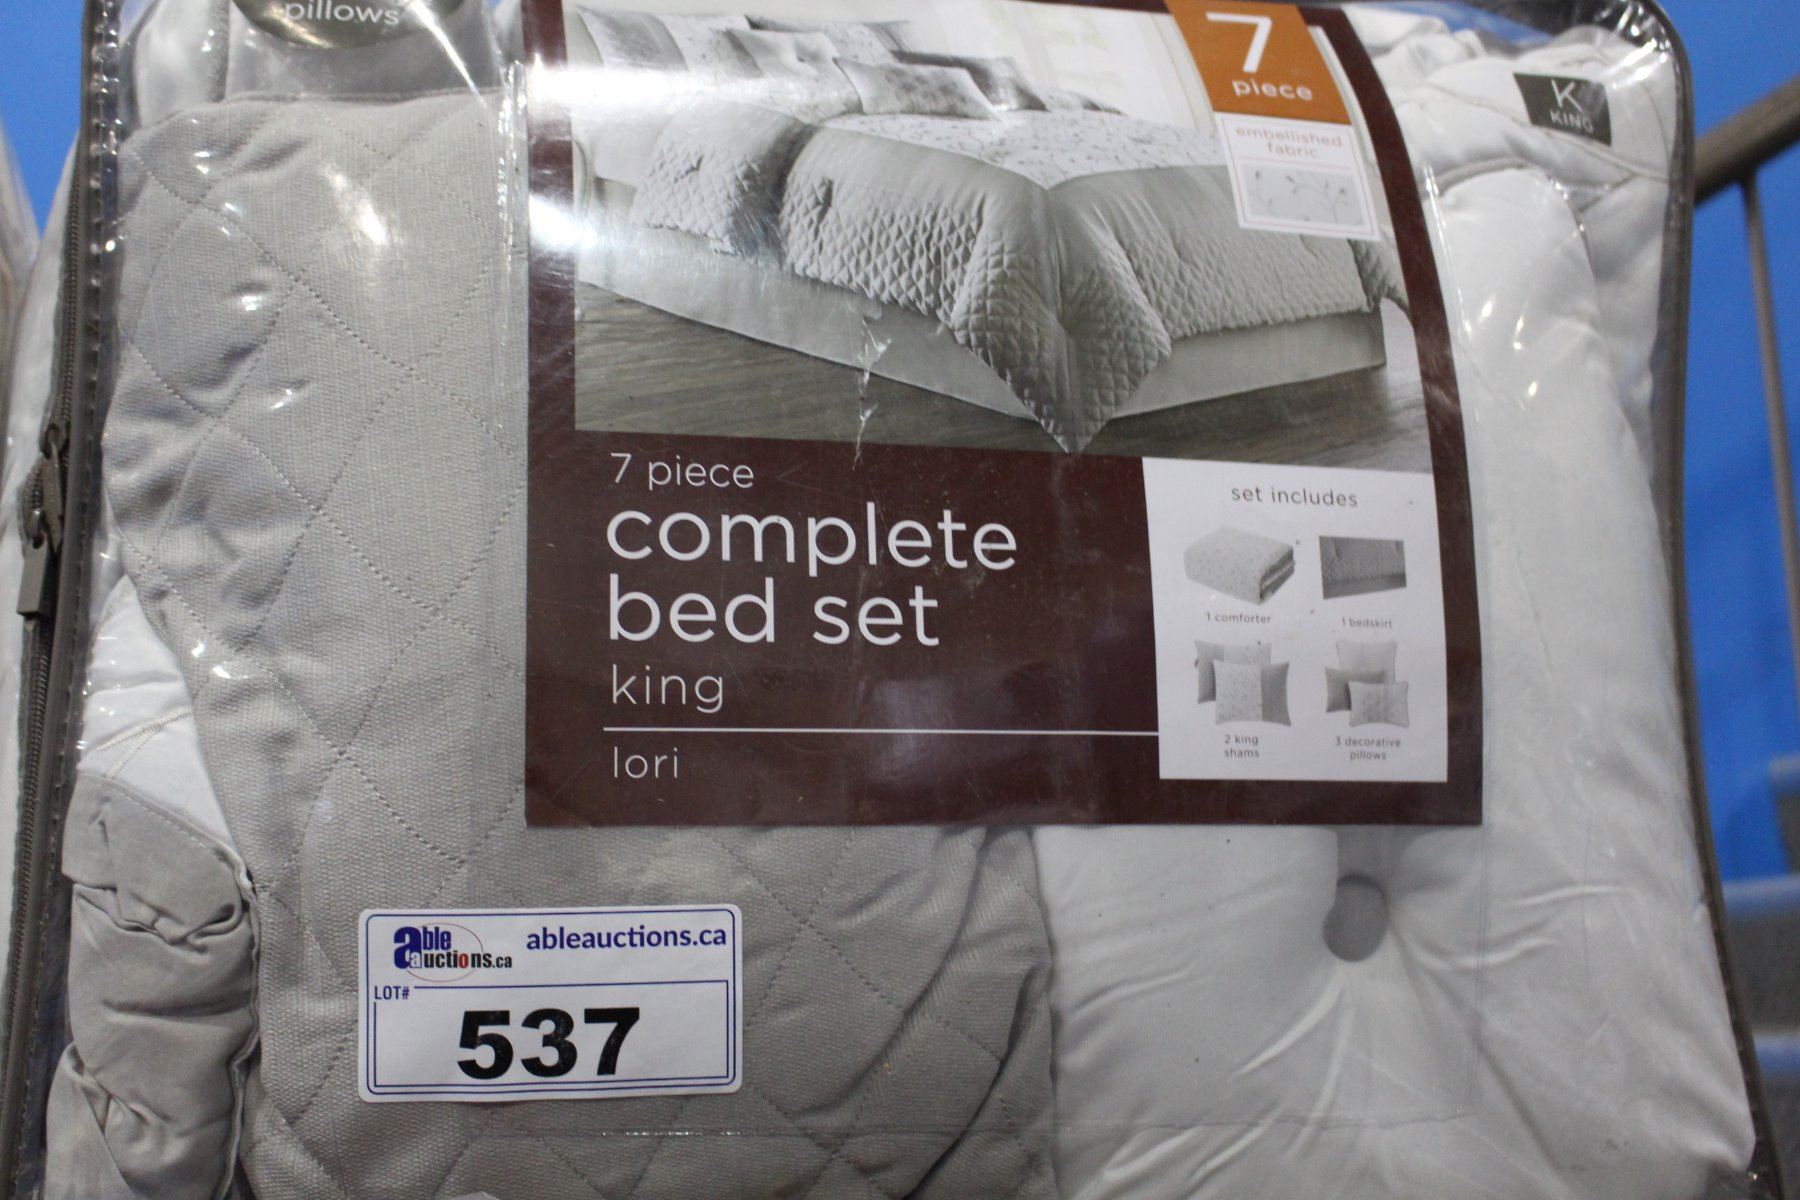 pillows
7
piece
embellished
fabric
K
KING
7 piece
complete
bed set
king
lori
set includes
1 comforter
1 bedskirt
2 king
shams
3 decorative
pillows
able
auctions.ca
ableauctions.ca
LOT#
537